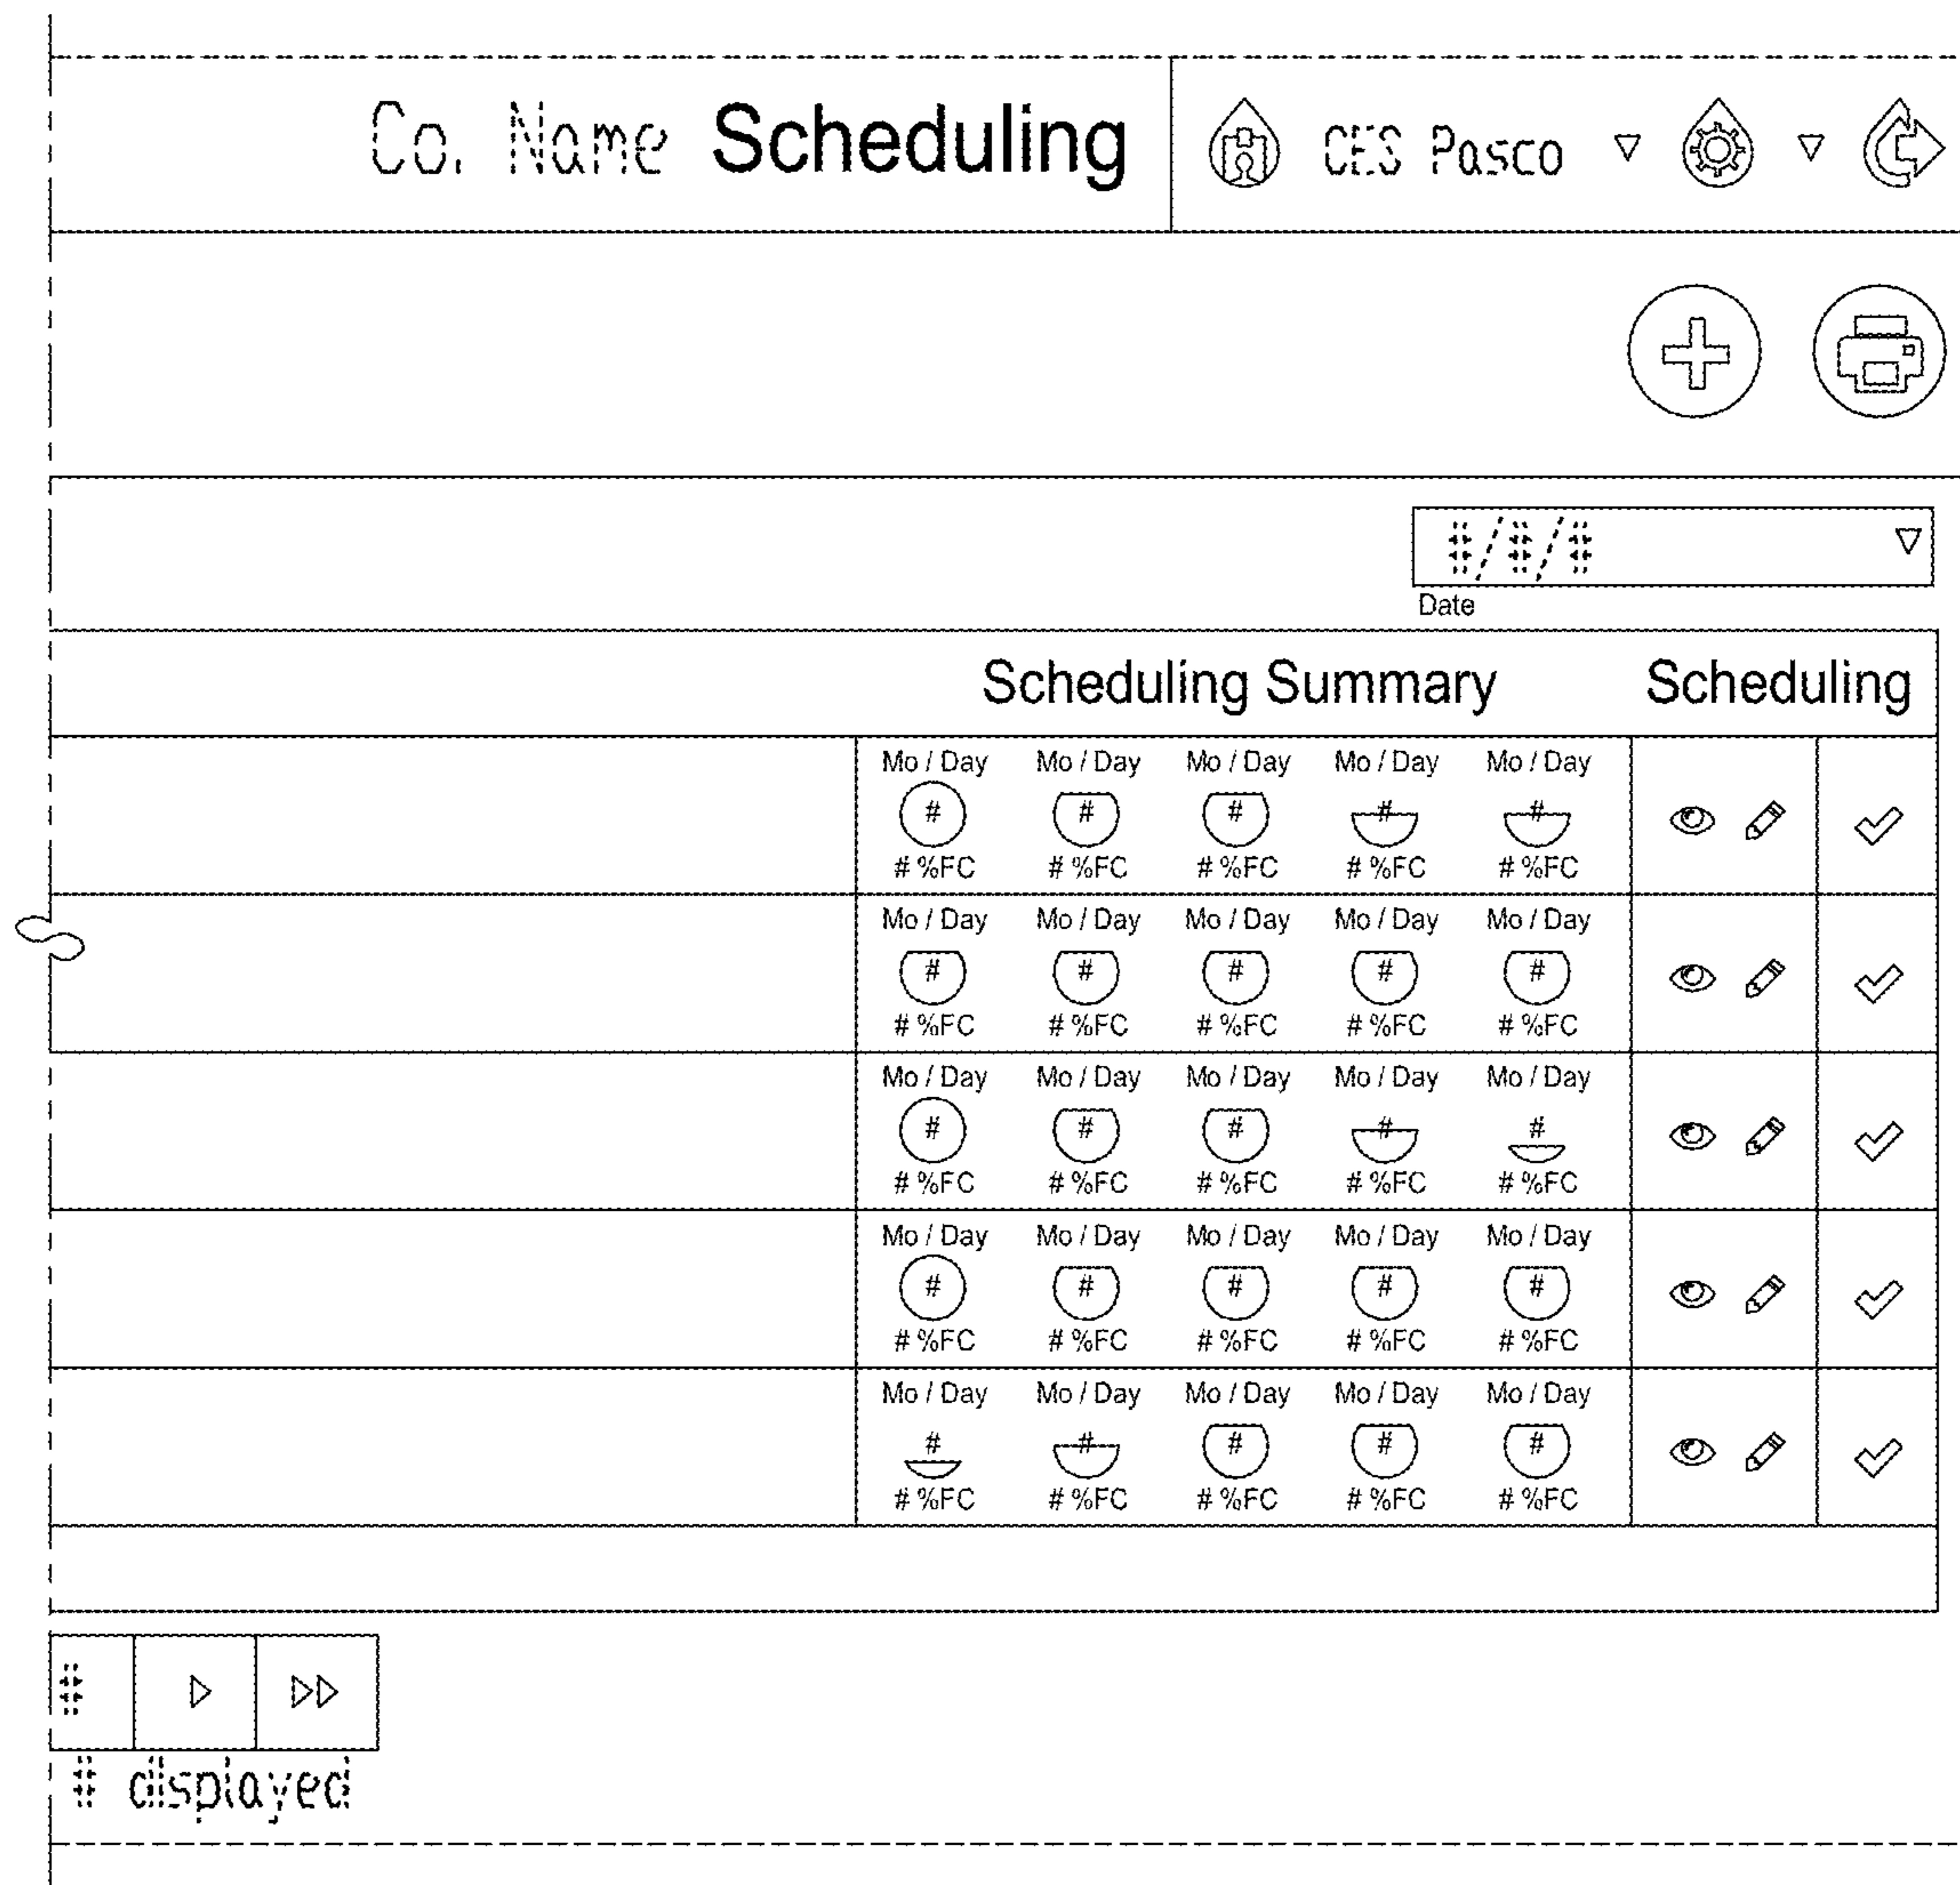 Co. Name Scheduling CES Pasco
#/#/#
Date
Scheduling Summary Scheduling
Mo / Day Mo / Day Mo / Day Mo / Day Mo / Day
# # # # #
# %FC # %FC # %FC # %FC # %FC
Mo / Day Mo / Day Mo / Day Mo / Day Mo / Day
# # # # #
# %FC # %FC # %FC # %FC # %FC
Mo / Day Mo / Day Mo / Day Mo / Day Mo / Day
# # # # #
# %FC # %FC # %FC # %FC # %FC
Mo / Day Mo / Day Mo / Day Mo / Day Mo / Day
# # # # #
# %FC # %FC # %FC # %FC # %FC
Mo / Day Mo / Day Mo / Day Mo / Day Mo / Day
# # # # #
# %FC # %FC # %FC # %FC # %FC
#
# displayed